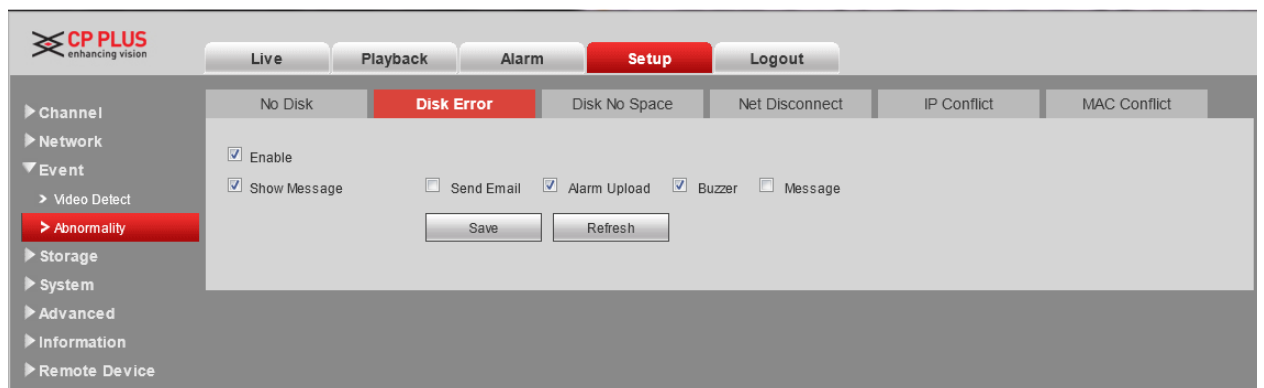 CP PLUS
enhancing vision
Live Playback Alarm Setup Logout
No Disk Disk Error Disk No Space Net Disconnect IP Conflict MAC Conflict
Channel
Network
Event
> Video Detect
> Abnormality
Storage
System
Advanced
Information
Remote Device
Enable
Show Message Send Email Alarm Upload Buzzer Message
Save Refresh